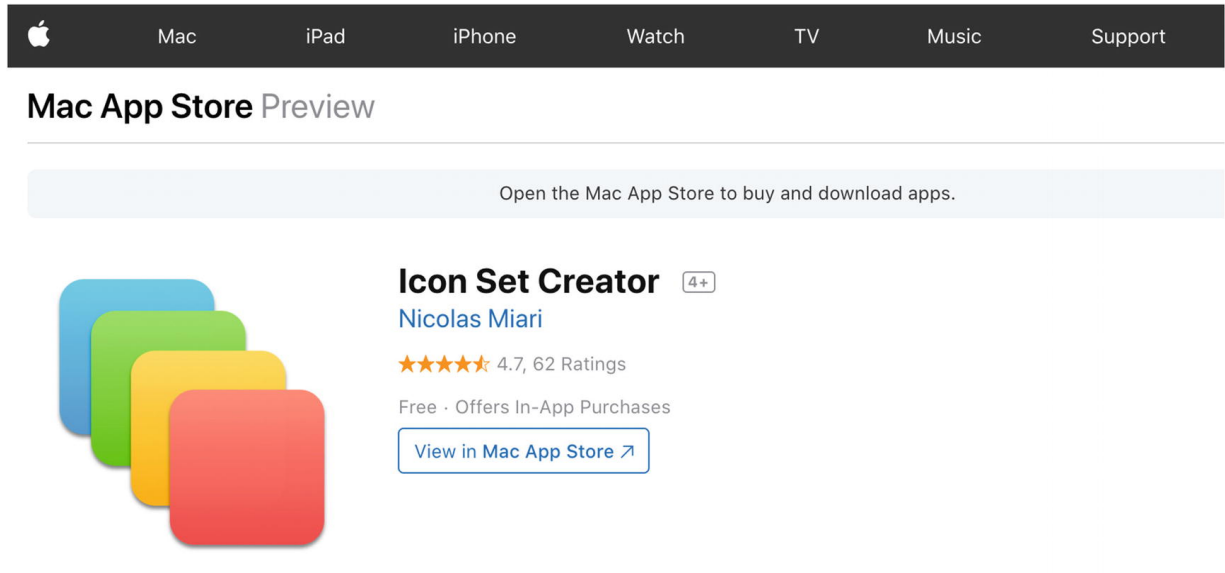 Mac iPad iPhone Watch TV Music Support
Mac App Store Preview
Open the Mac App Store to buy and download apps.
Icon Set Creator 4+
Nicolas Miari
4.7, 62 Ratings
Free · Offers In-App Purchases
View in Mac App Store ↗